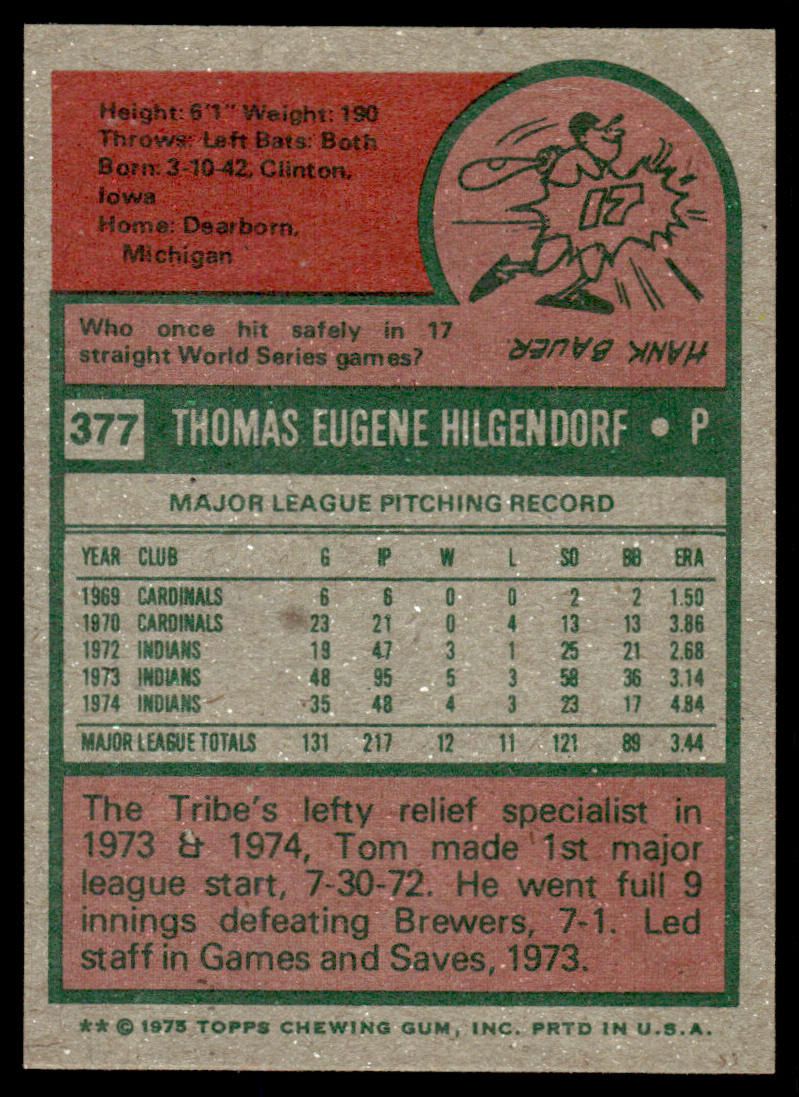 Height: 6'1" Weight: 190
Throws: Left Bats: Both
Born: 3-10-42, Clinton,
Iowa
Home: Dearborn,
Michigan
17
HANK BAUER
Who once hit safely in 17
straight World Series games?
377 THOMAS EUGENE HILGENDORF • P
MAJOR LEAGUE PITCHING RECORD
YEAR CLUB G IP W L SO BB ERA
1969 CARDINALS 6 6 0 0 2 2 1.50
1970 CARDINALS 23 21 0 4 13 13 3.86
1972 INDIANS 19 47 3 1 25 21 2.68
1973 INDIANS 48 95 5 3 58 36 3.14
1974 INDIANS 35 48 4 3 23 17 4.84
MAJOR LEAGUE TOTALS 131 217 12 11 121 89 3.44
The Tribe's lefty relief specialist in
1973 & 1974, Tom made 1st major
league start, 7-30-72. He went full 9
innings defeating Brewers, 7-1. Led
staff in Games and Saves, 1973.
** © 1975 TOPPS CHEWING GUM, INC. PRTD IN U.S.A.